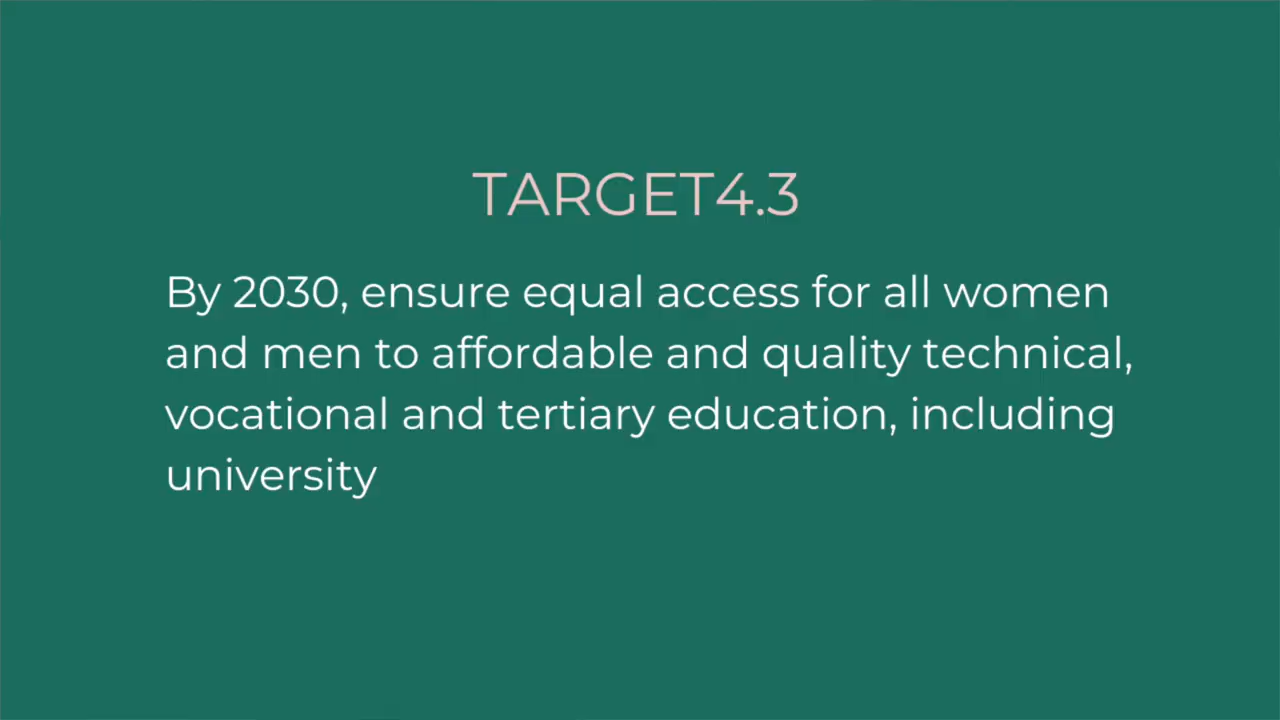 TARGET4.3
By 2030, ensure equal access for all women
and men to affordable and quality technical,
vocational and tertiary education, including
university